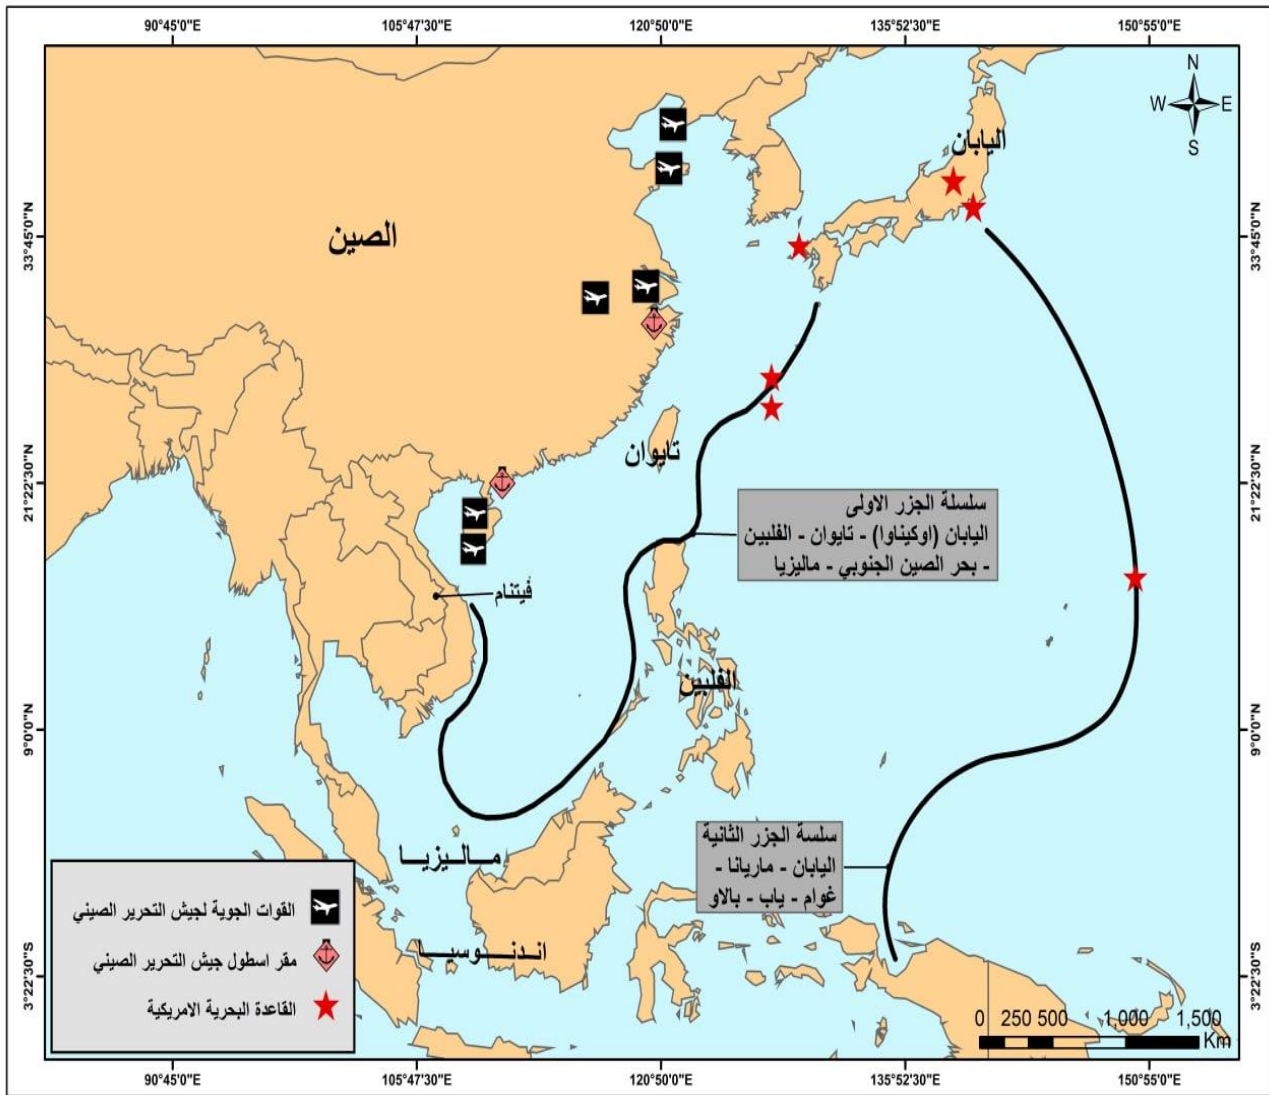 90°45'0"E 105°47'30"E 120°50'0"E 135°52'30"E 150°55'0"E
N
W E
S
اليابان
الصين
33°45'0"N 33°45'0"N
تايوان
21°22'30"N 21°22'30"N
سلسلة الجزر الاولى
اليابان (اوكيناوا) - تايوان - الفلبين
- بحر الصين الجنوبي - ماليزيا
فيتنام
الفلبين
9°0'0"N 9°0'0"N
سلسة الجزر الثانية
اليابان - ماريانا -
غوام - ياب - بالاو
مــالــيزيــا
انـدنــوسيــا
القوات الجوية لجيش التحرير الصيني
مقر اسطول جيش التحرير الصيني
القاعدة البحرية الامريكية
3°22'30"S 3°22'30"S
0 250 500 1,000 1,500
Km
90°45'0"E 105°47'30"E 120°50'0"E 135°52'30"E 150°55'0"E